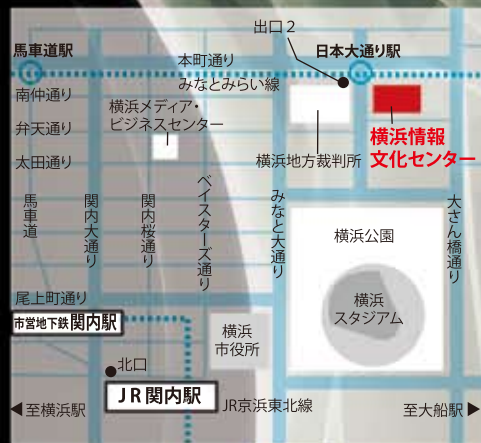 出口2
馬車道駅
本町通り
日本大通り駅
みなとみらい線
南仲通り
横浜メディア・
ビジネスセンター
弁天通り
横浜情報
文化センター
太田通り
横浜地方裁判所
馬車道
関内大通り
関内桜通り
ベイスターズ通り
みなと大通り
大さん橋通り
横浜公園
横浜
スタジアム
尾上町通り
市営地下鉄関内駅
横浜
市役所
北口
JR関内駅
JR京浜東北線
◀至横浜駅
至大船駅▶